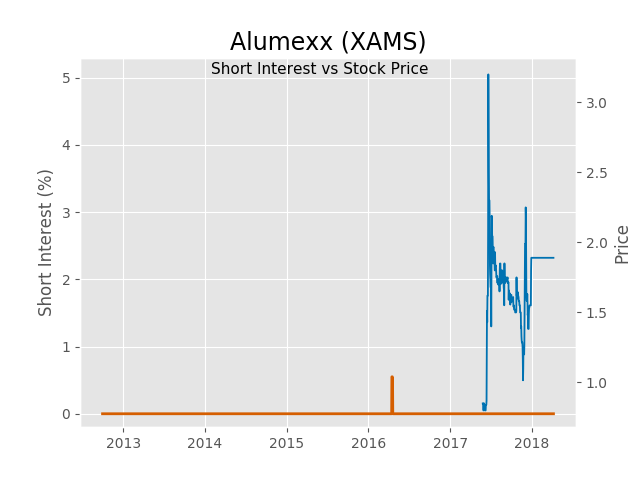 Alumexx (XAMS)
Short Interest vs Stock Price
Short Interest (%)
5
4
3
2
1
0
3.0
2.5
2.0
1.5
1.0
Price
2013 2014 2015 2016 2017 2018